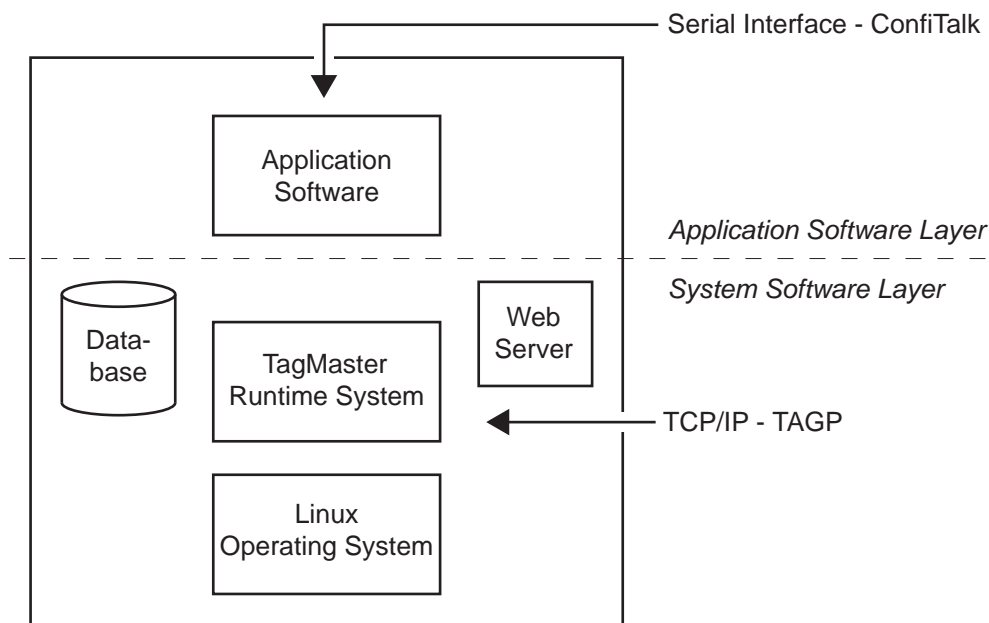 Serial Interface - ConfiTalk
Application
Software
Application Software Layer
System Software Layer
Data-
base
TagMaster
Runtime System
Web
Server
TCP/IP - TAGP
Linux
Operating System